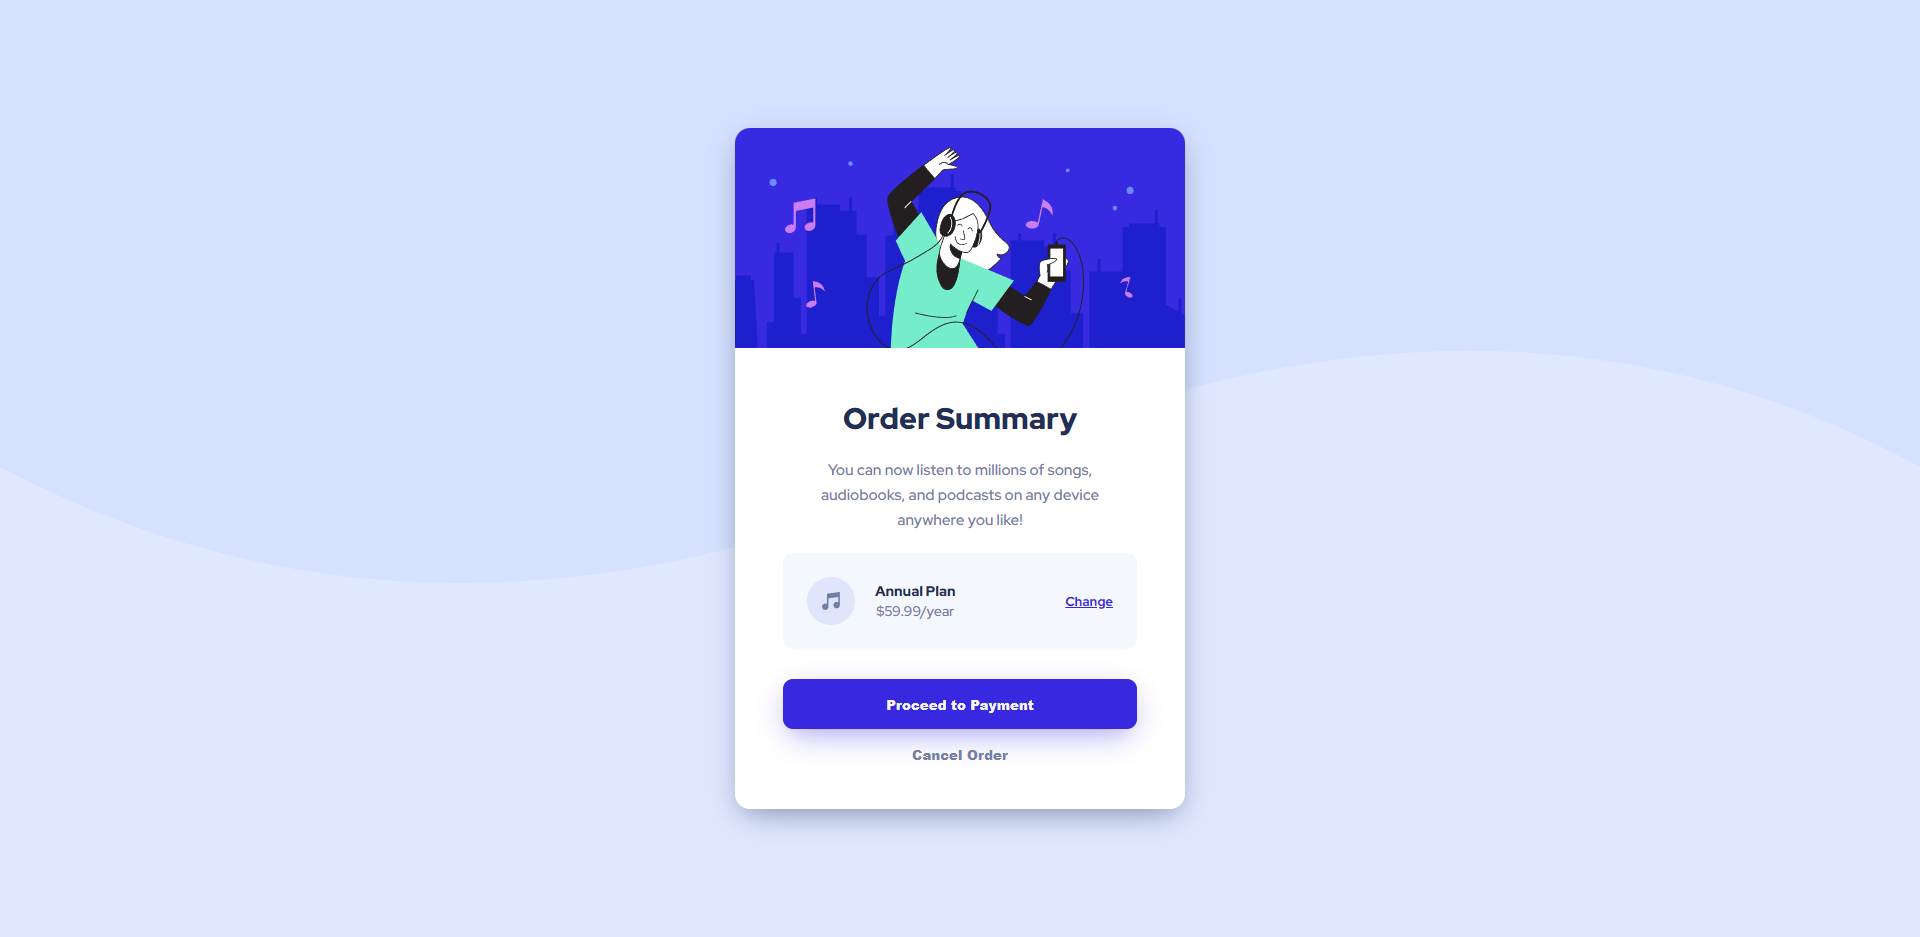 Order Summary
You can now listen to millions of songs,
audiobooks, and podcasts on any device
anywhere you like!
Annual Plan
$59.99/year
Change
Proceed to Payment
Cancel Order